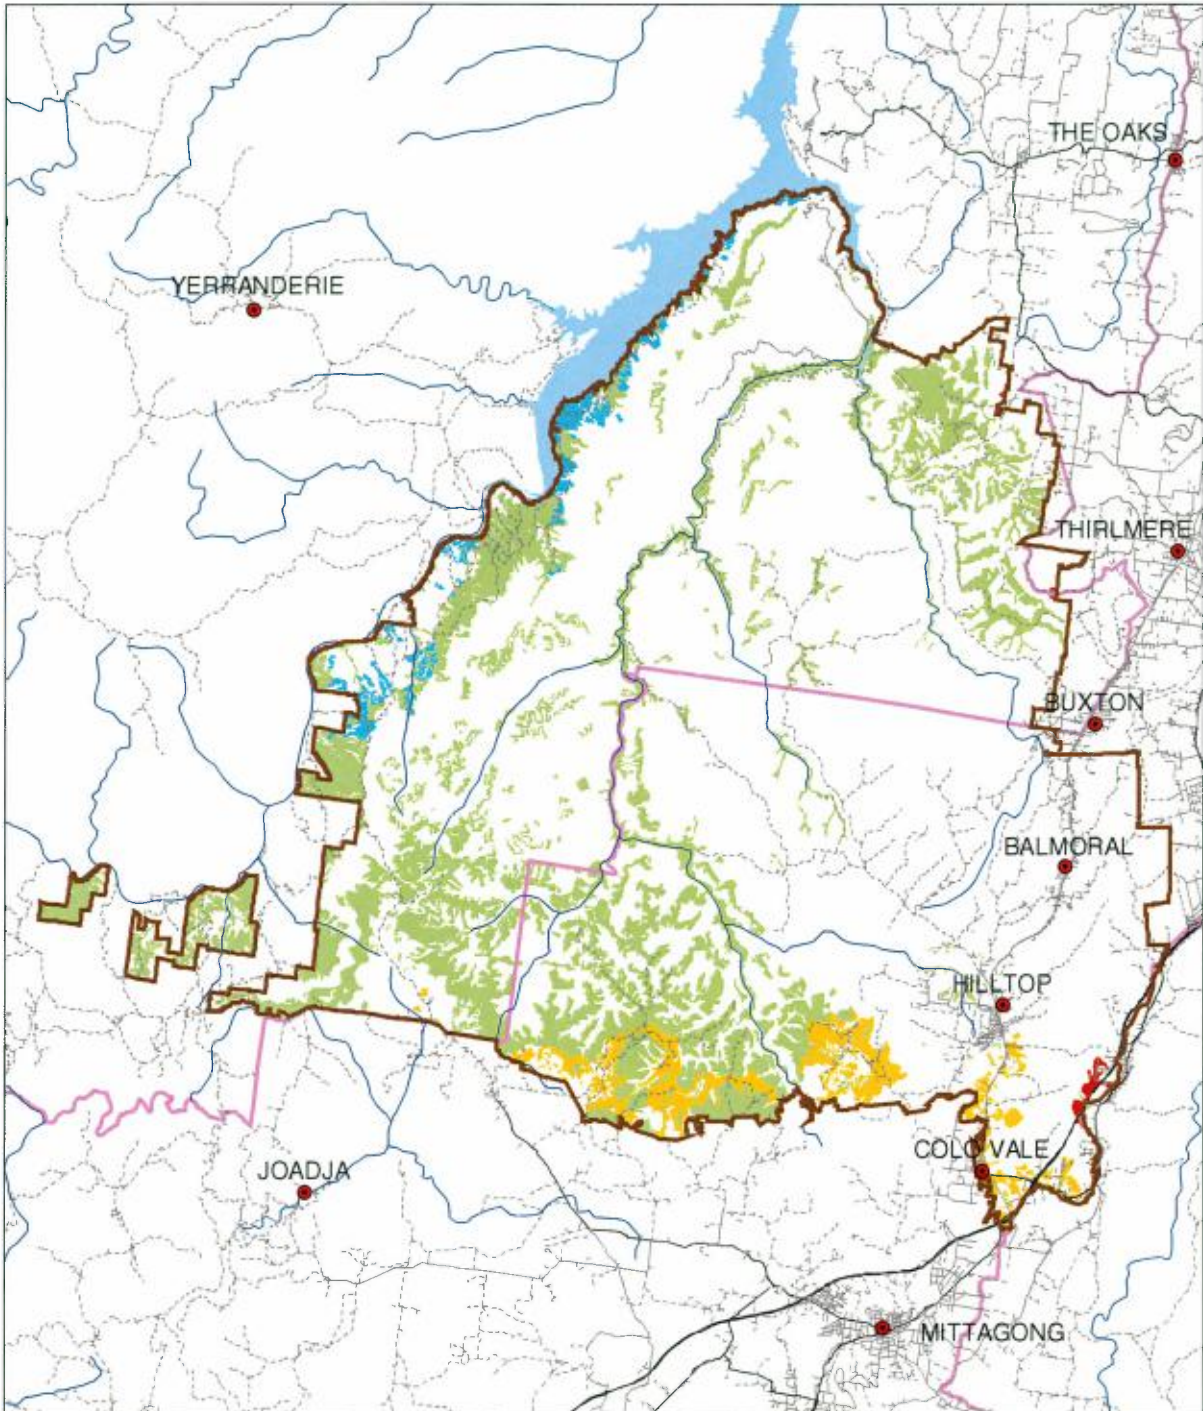 THE OAKS
YERRANDERIE
THIRLMERE
BUXTON
BALMORAL
HILLTOP
COLO VALE
JOADJA
MITTAGONG